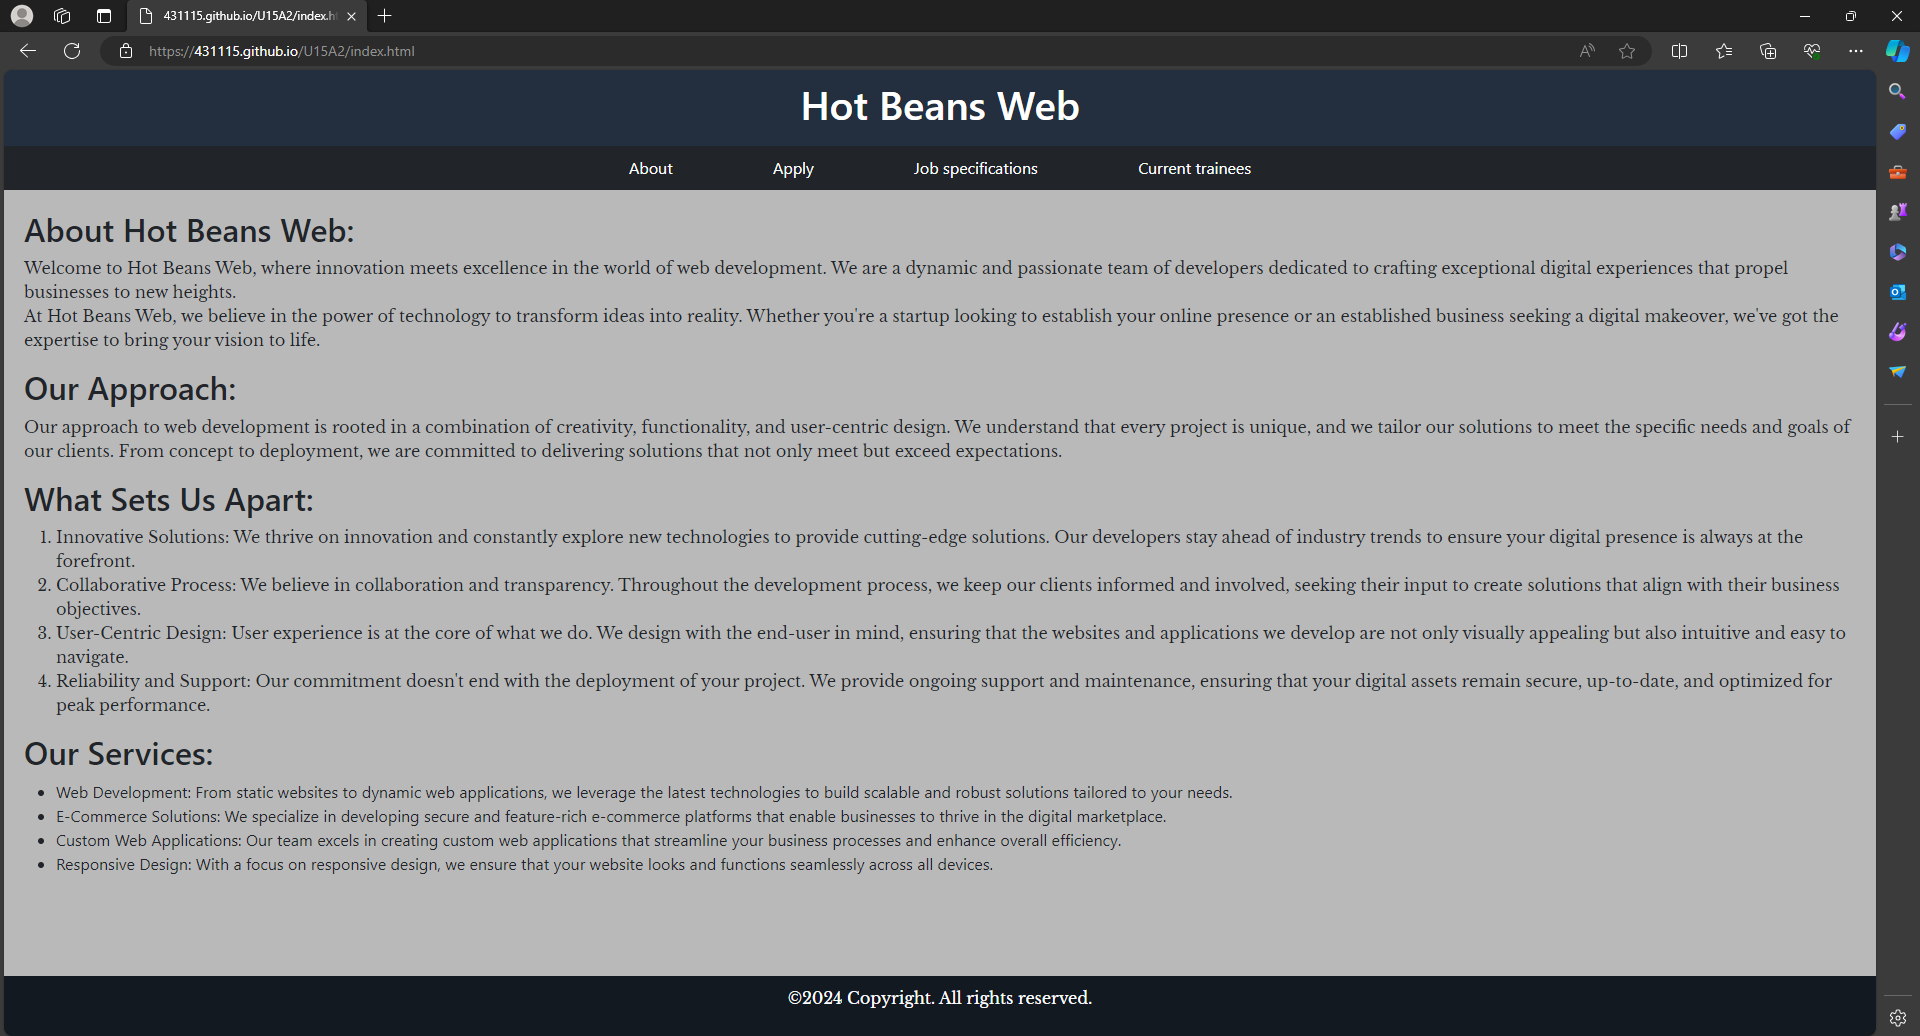 431115.github.io/U15A2/index.h
https://431115.github.io/U15A2/index.html
Hot Beans Web
About
Apply
Job specifications
Current trainees
About Hot Beans Web:
Welcome to Hot Beans Web, where innovation meets excellence in the world of web development. We are a dynamic and passionate team of developers dedicated to crafting exceptional digital experiences that propel
businesses to new heights.
At Hot Beans Web, we believe in the power of technology to transform ideas into reality. Whether you're a startup looking to establish your online presence or an established business seeking a digital makeover, we've got the
expertise to bring your vision to life.
Our Approach:
Our approach to web development is rooted in a combination of creativity, functionality, and user-centric design. We understand that every project is unique, and we tailor our solutions to meet the specific needs and goals of
our clients. From concept to deployment, we are committed to delivering solutions that not only meet but exceed expectations.
What Sets Us Apart:
1. Innovative Solutions: We thrive on innovation and constantly explore new technologies to provide cutting-edge solutions. Our developers stay ahead of industry trends to ensure your digital presence is always at the
forefront.
2. Collaborative Process: We believe in collaboration and transparency. Throughout the development process, we keep our clients informed and involved, seeking their input to create solutions that align with their business
objectives.
3. User-Centric Design: User experience is at the core of what we do. We design with the end-user in mind, ensuring that the websites and applications we develop are not only visually appealing but also intuitive and easy to
navigate.
4. Reliability and Support: Our commitment doesn't end with the deployment of your project. We provide ongoing support and maintenance, ensuring that your digital assets remain secure, up-to-date, and optimized for
peak performance.
Our Services:
• Web Development: From static websites to dynamic web applications, we leverage the latest technologies to build scalable and robust solutions tailored to your needs.
• E-Commerce Solutions: We specialize in developing secure and feature-rich e-commerce platforms that enable businesses to thrive in the digital marketplace.
• Custom Web Applications: Our team excels in creating custom web applications that streamline your business processes and enhance overall efficiency.
• Responsive Design: With a focus on responsive design, we ensure that your website looks and functions seamlessly across all devices.
©2024 Copyright. All rights reserved.